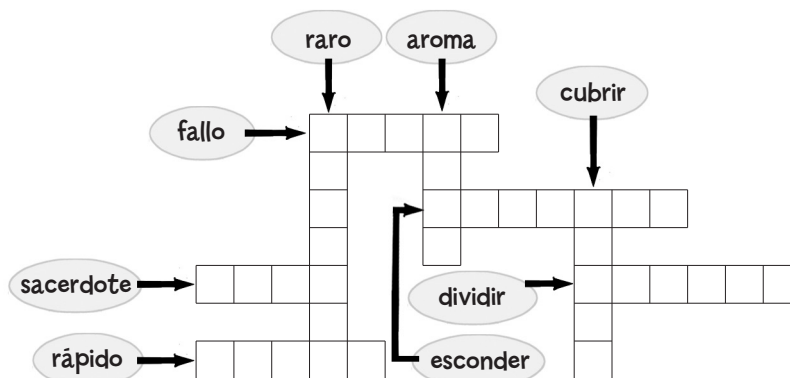 raro
aroma
cubrir
fallo
sacerdote
dividir
rápido
esconder